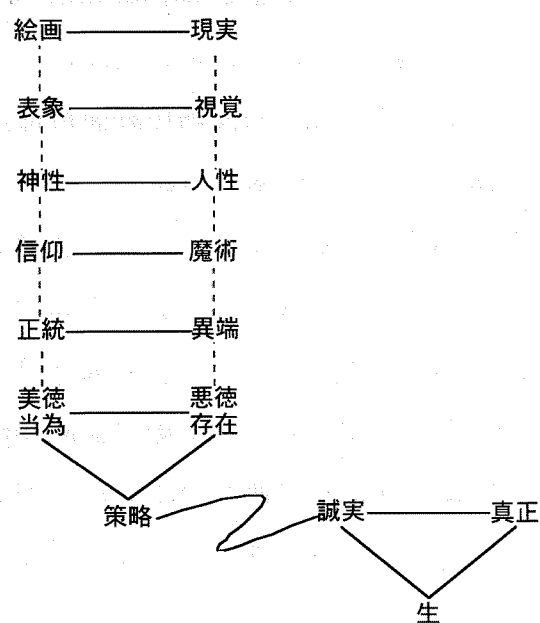 絵画 現実
表象 視覚
神性 人性
信仰 魔術
正統 異端
美徳 悪徳
当為 存在
策略 誠実 真正
生